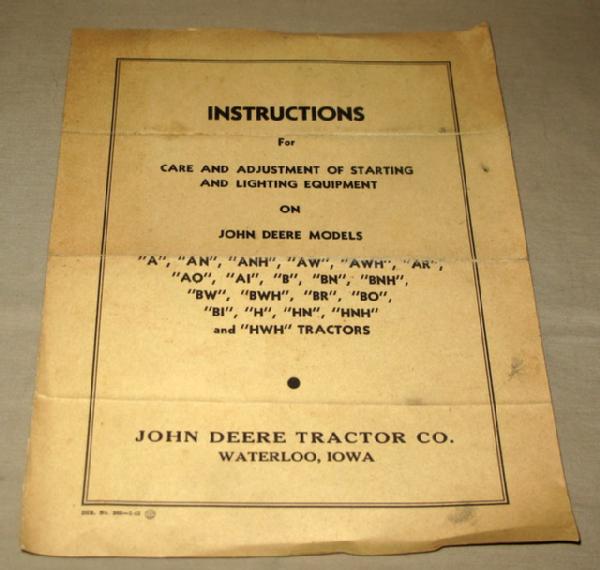 INSTRUCTIONS
For
CARE AND ADJUSTMENT OF STARTING
AND LIGHTING EQUIPMENT
ON
JOHN DEERE MODELS
"A", "AN", "ANH", "AW", "AWH", "AR",
"AO", "AI", "B", "BN", "BNH",
"BW", "BWH", "BR", "BO",
"BI", "H", "HN", "HNH"
and "HWH" TRACTORS
JOHN DEERE TRACTOR CO.
WATERLOO, IOWA